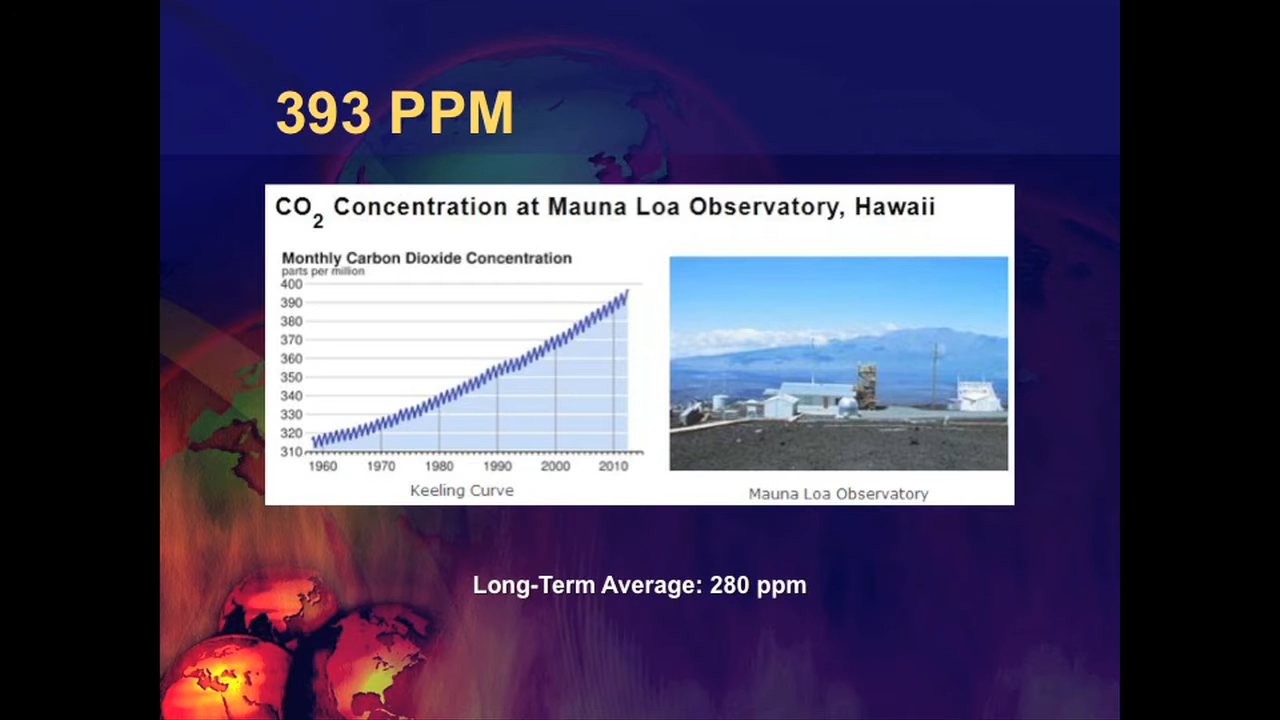 393 PPM
CO2 Concentration at Mauna Loa Observatory, Hawaii
Monthly Carbon Dioxide Concentration
parts per million
400
390
380
370
360
350
340
330
320
310
1960 1970 1980 1990 2000 2010
Keeling Curve
Mauna Loa Observatory
Long-Term Average: 280 ppm